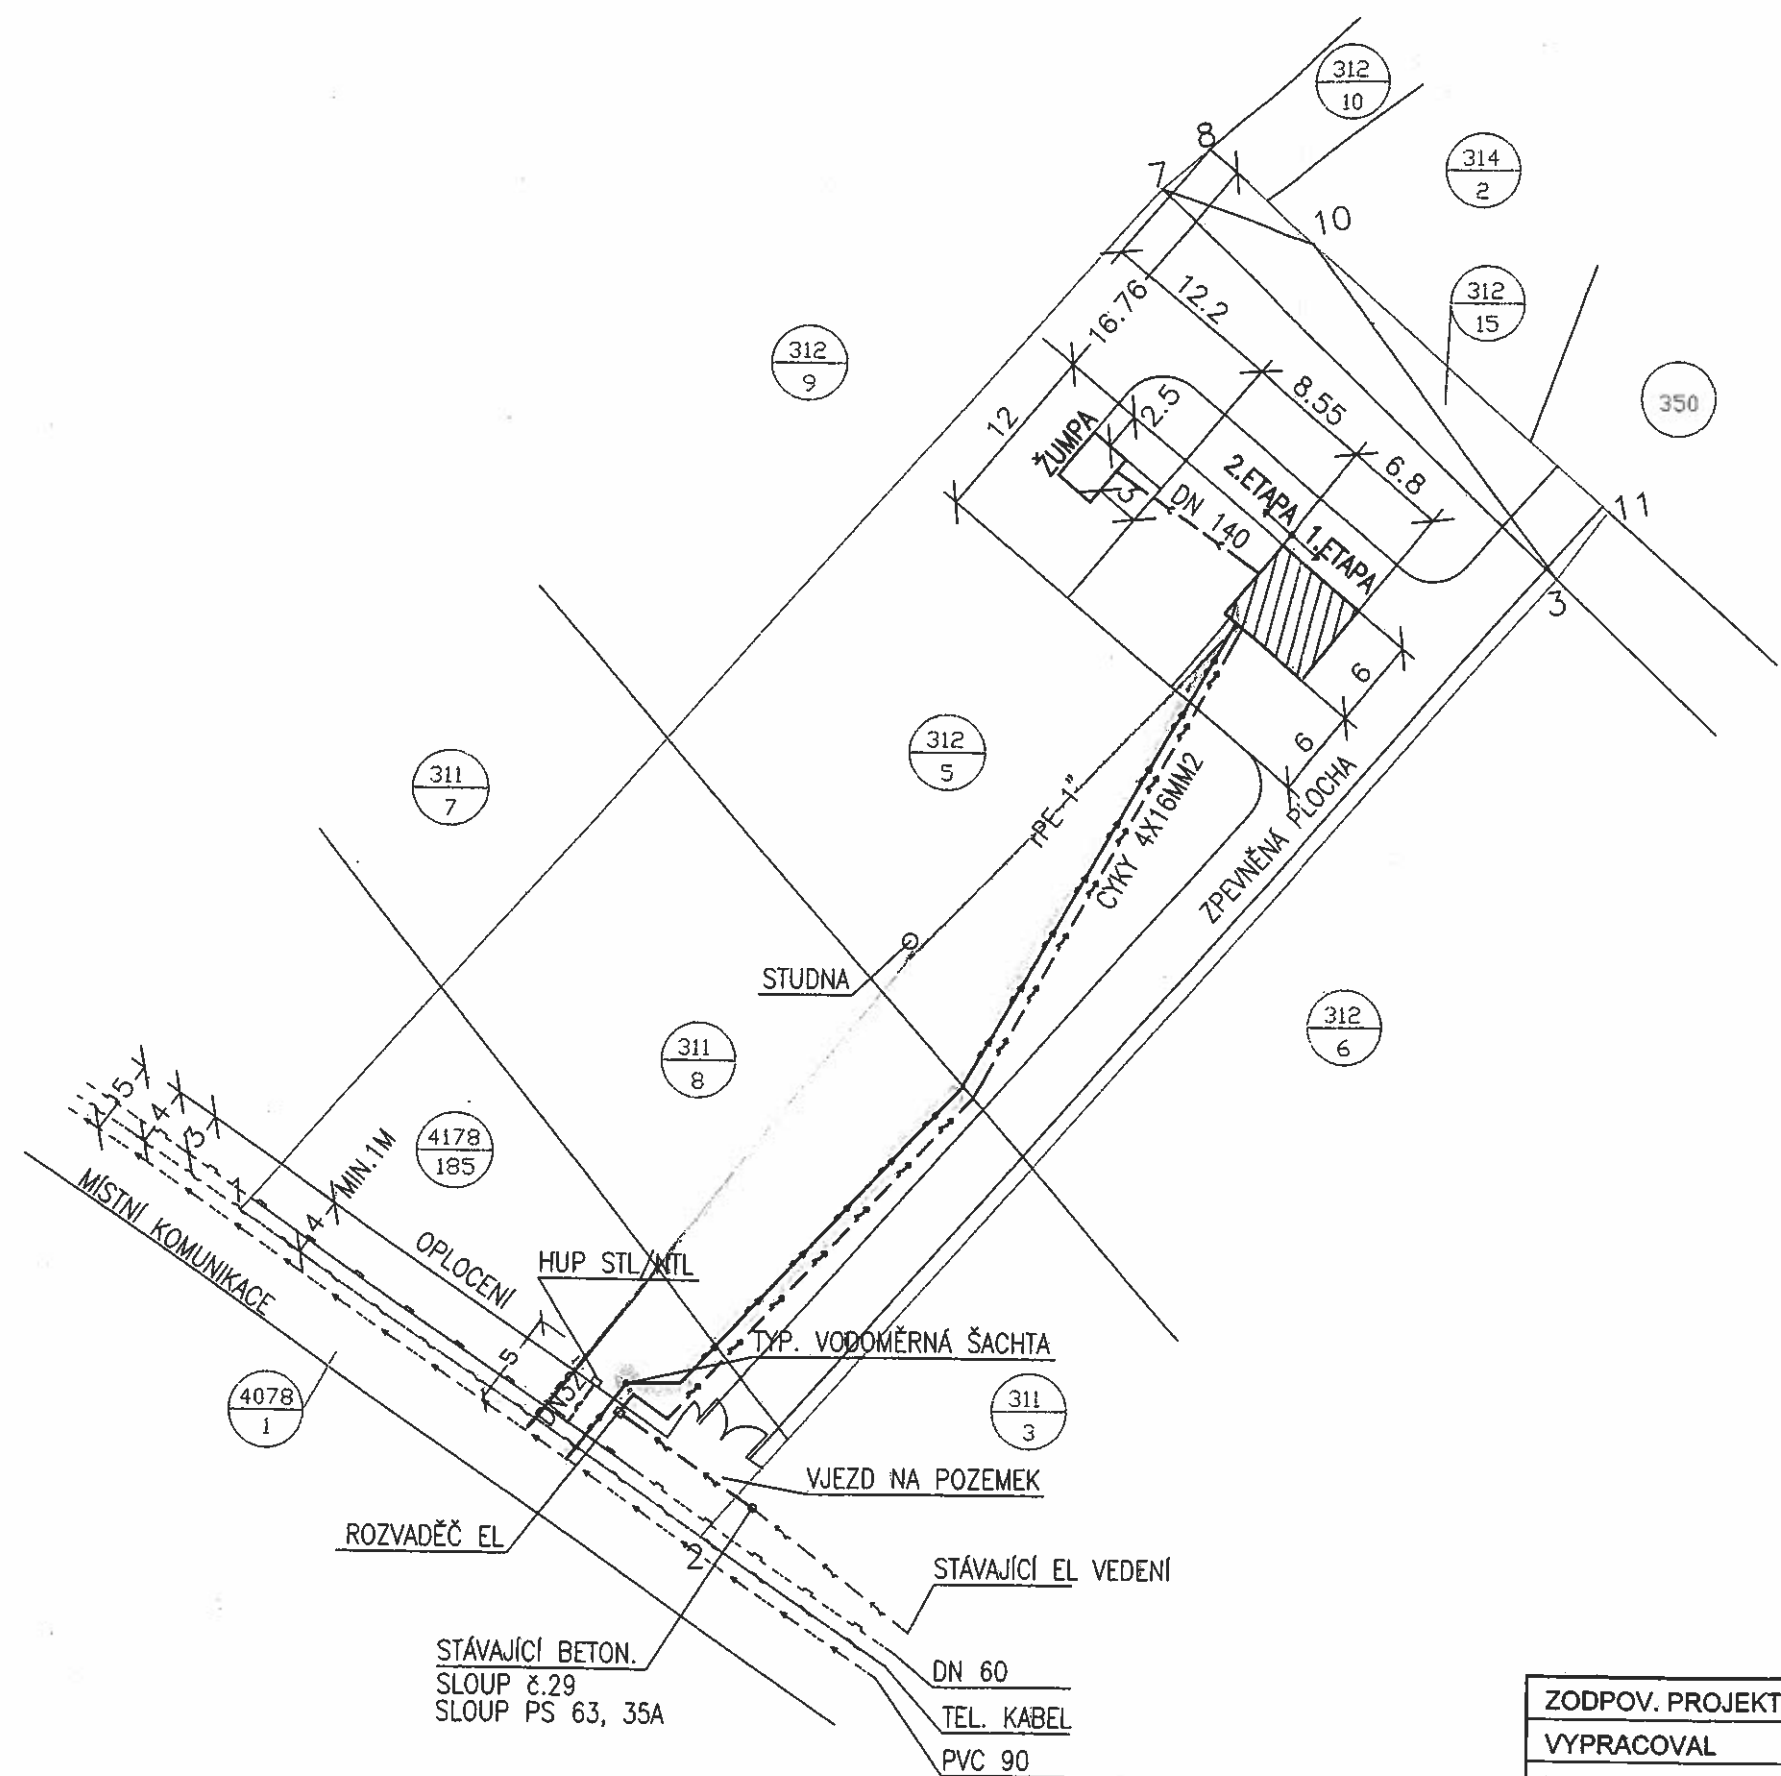 312
10
8
314
2
7
10
312
15
16.76
12.2
312
9
8.55
350
12
2.5
ŽUMPA
6.8
2.ETAPA
3
DN 140
1.ETAPA
11
3
6
6
312
5
311
7
rPE-1"
CYKY 4X16MM2
ZPEVNĚNÁ PLOCHA
STUDNA
312
6
311
8
5
4
3
4178
185
MIN.1M
1
4
MÍSTNÍ KOMUNIKACE
OPLOCENÍ
HUP STL/NTL
TYP. VODOMĚRNÁ ŠACHTA
5
DN32
4078
1
311
3
VJEZD NA POZEMEK
ROZVADĚČ EL
2
STÁVAJÍCÍ EL VEDENÍ
STÁVAJÍCÍ BETON.
SLOUP č.29
SLOUP PS 63, 35A
DN 60
TEL. KABEL
PVC 90
ZODPOV. PROJEKT
VYPRACOVAL